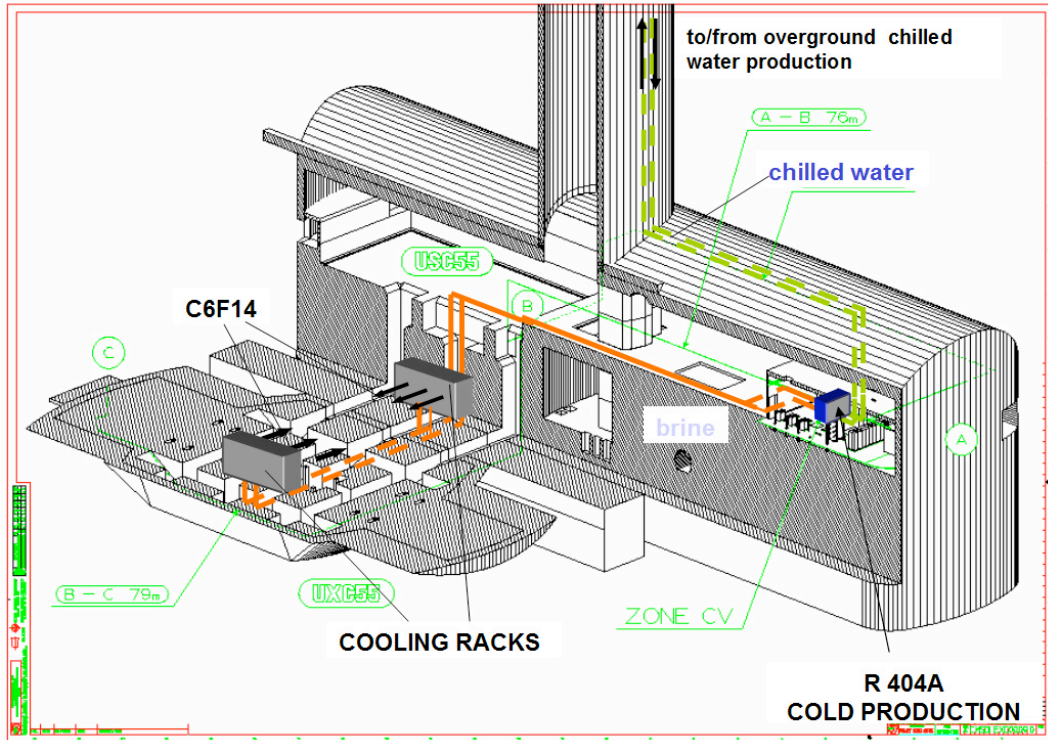 to/from overground chilled
water production
A - B 76m
chilled water
USC55
C6F14
B
C
brine
A
B - C 79m
UXC55
ZONE CV
COOLING RACKS
R 404A
COLD PRODUCTION